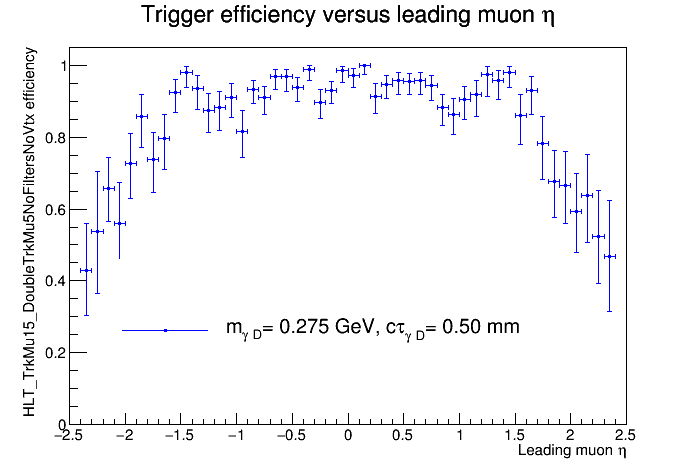 Trigger efficiency versus leading muon η
HLT_TrkMu15_DoubleTrkMu5NoFiltersNoVtx efficiency
1
0.8
0.6
0.4
0.2
0
m_γ D = 0.275 GeV, cτ_γ D = 0.50 mm
−2.5 −2 −1.5 −1 −0.5 0 0.5 1 1.5 2 2.5
Leading muon η